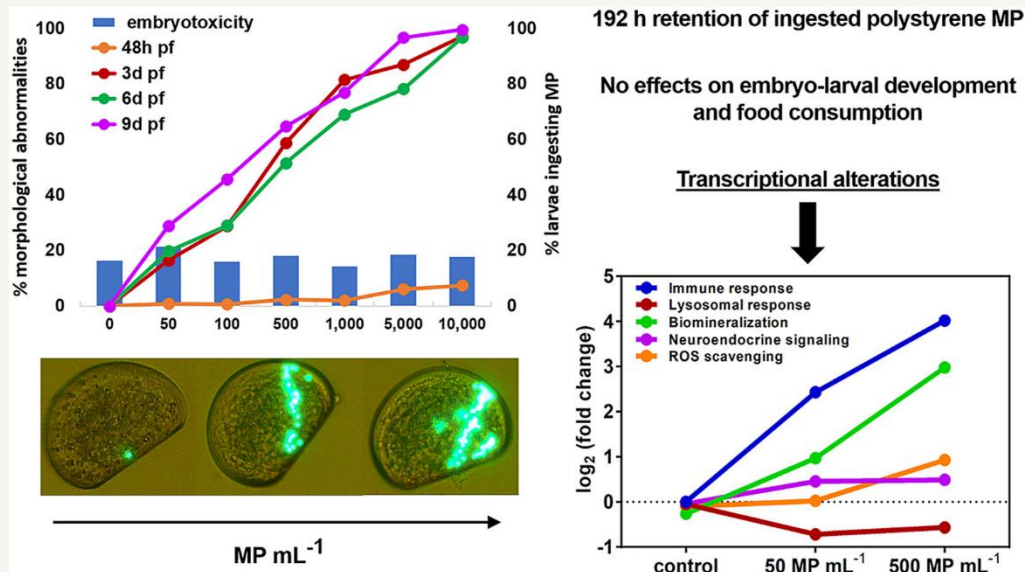 % morphological abnormalities
100
80
60
40
20
0
embryotoxicity
48h pf
3d pf
6d pf
9d pf
100
80
60
40
20
0
% larvae ingesting MP
0 50 100 500 1,000 5,000 10,000
MP mL⁻¹
192 h retention of ingested polystyrene MP
No effects on embryo-larval development
and food consumption
Transcriptional alterations
log₂ (fold change)
5
4
3
2
1
0
-1
Immune response
Lysosomal response
Biomineralization
Neuroendocrine signaling
ROS scavenging
control 50 MP mL⁻¹ 500 MP mL⁻¹